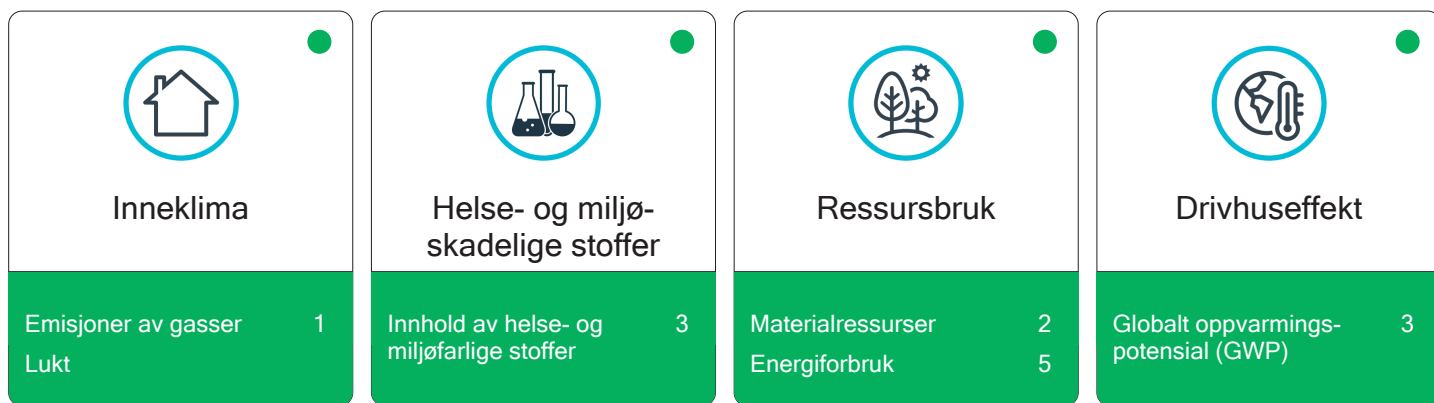 Inneklima
Emisjoner av gasser 1
Lukt
Helse- og miljø-
skadelige stoffer
Innhold av helse- og 3
miljøfarlige stoffer
Ressursbruk
Materialressurser 2
Energiforbruk 5
Drivhuseffekt
Globalt oppvarmings- 3
potensial (GWP)